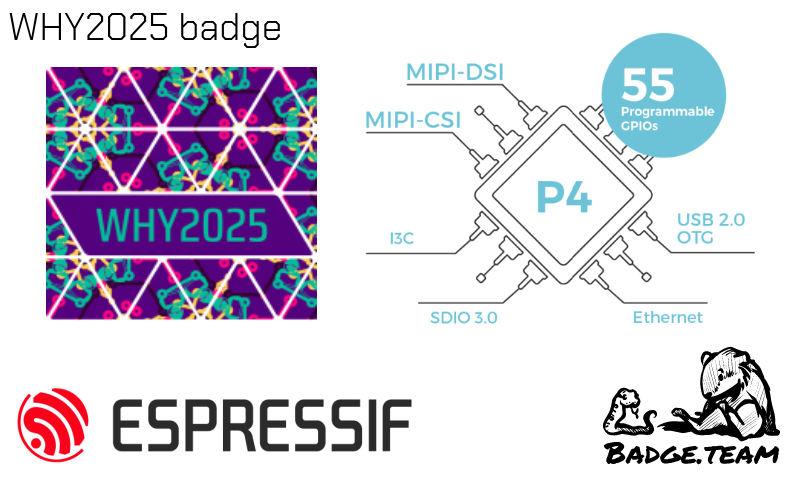 WHY2025 badge
WHY2025
MIPI-DSI
MIPI-CSI
55
Programmable
GPIOs
P4
I3C
USB 2.0
OTG
SDIO 3.0
Ethernet
ESPRESSIF
BADGE.TEAM